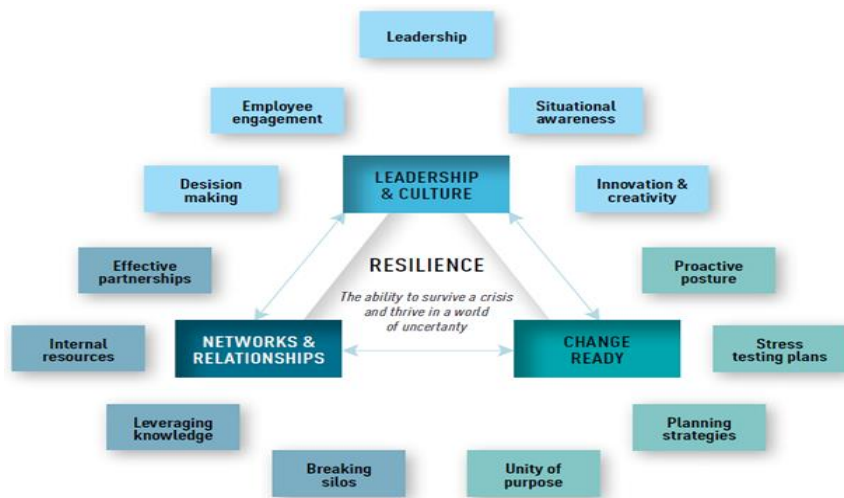 Leadership
Employee
engagement
Situational
awareness
Desision
making
LEADERSHIP
& CULTURE
Innovation &
creativity
Effective
partnerships
RESILIENCE
The ability to survive a crisis
and thrive in a world
of uncertanty
Proactive
posture
Internal
resources
NETWORKS &
RELATIONSHIPS
CHANGE
READY
Stress
testing plans
Leveraging
knowledge
Planning
strategies
Breaking
silos
Unity of
purpose